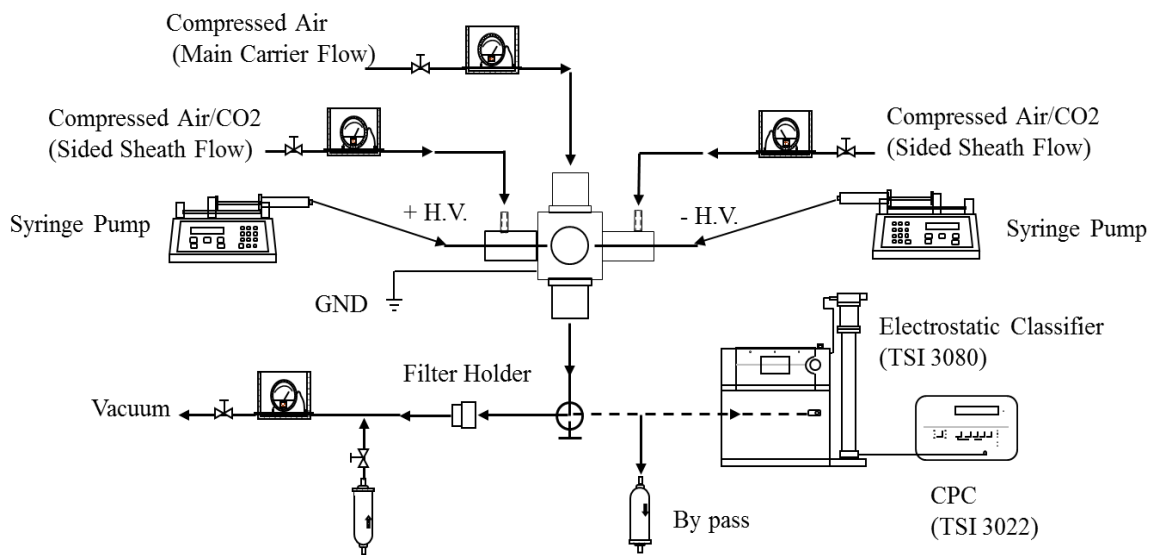 Compressed Air
(Main Carrier Flow)
Compressed Air/CO2
(Sided Sheath Flow)
Compressed Air/CO2
(Sided Sheath Flow)
Syringe Pump
+ H.V.
- H.V.
Syringe Pump
GND
Electrostatic Classifier
(TSI 3080)
Filter Holder
Vacuum
By pass
CPC
(TSI 3022)